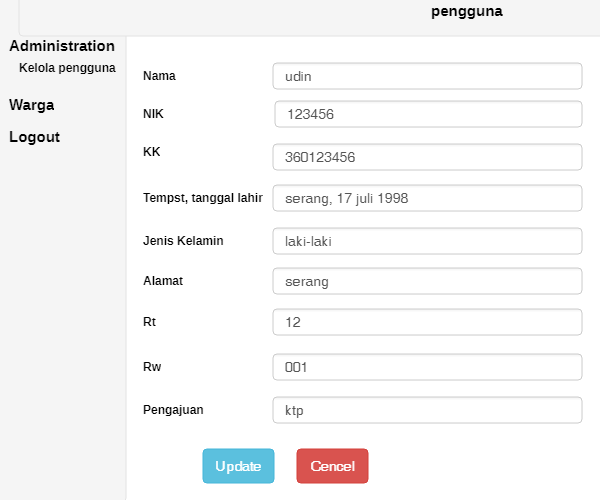 pengguna
Administration
Kelola pengguna
Warga
Logout
Nama udin
NIK 123456
KK 360123456
Tempst, tanggal lahir serang, 17 juli 1998
Jenis Kelamin laki-laki
Alamat serang
Rt 12
Rw 001
Pengajuan ktp
Update Cencel